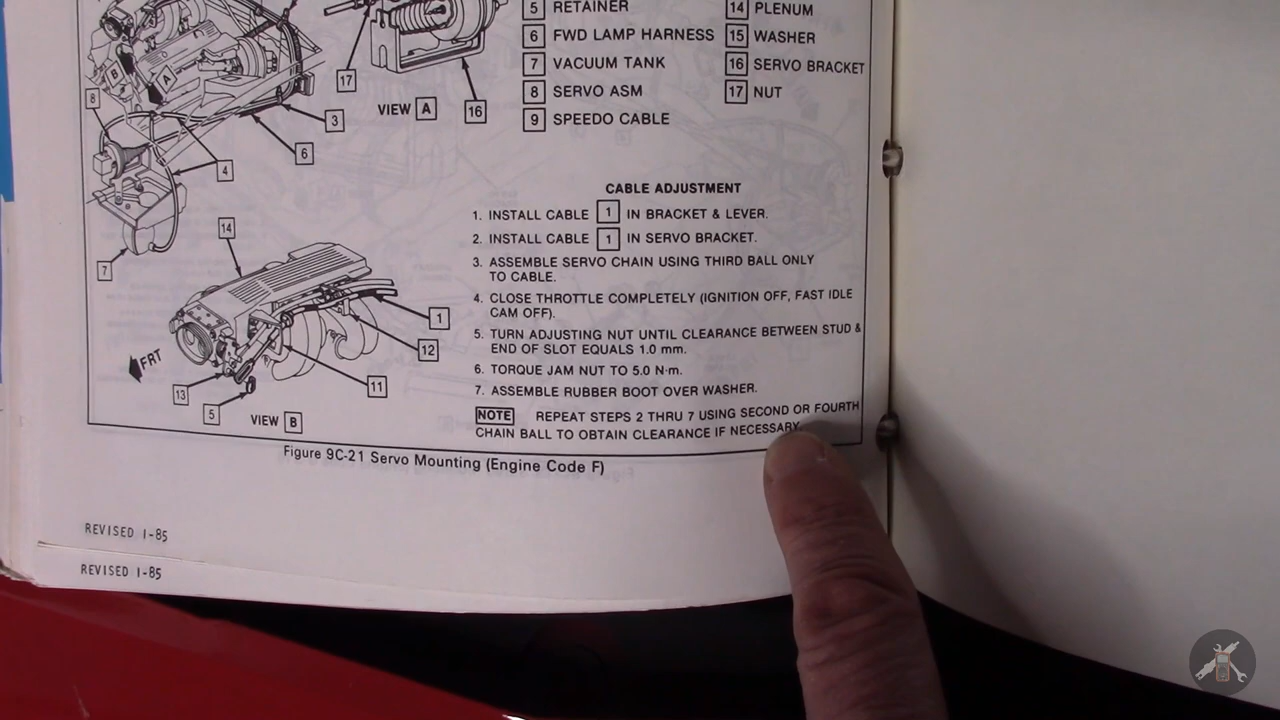 5 RETAINER
14 PLENUM
6 FWD LAMP HARNESS
15 WASHER
7 VACUUM TANK
16 SERVO BRACKET
8 SERVO ASM
17 NUT
9 SPEEDO CABLE
B
A
8
17
VIEW A
16
3
6
4
7
14
1
12
11
13
5
FRT
VIEW B
CABLE ADJUSTMENT
1. INSTALL CABLE 1 IN BRACKET & LEVER.
2. INSTALL CABLE 1 IN SERVO BRACKET.
3. ASSEMBLE SERVO CHAIN USING THIRD BALL ONLY
TO CABLE.
4. CLOSE THROTTLE COMPLETELY (IGNITION OFF, FAST IDLE
CAM OFF).
5. TURN ADJUSTING NUT UNTIL CLEARANCE BETWEEN STUD &
END OF SLOT EQUALS 1.0 mm.
6. TORQUE JAM NUT TO 5.0 N·m.
7. ASSEMBLE RUBBER BOOT OVER WASHER.
NOTE REPEAT STEPS 2 THRU 7 USING SECOND OR FOURTH
CHAIN BALL TO OBTAIN CLEARANCE IF NECESSARY.
Figure 9C-21 Servo Mounting (Engine Code F)
REVISED 1-85
REVISED 1-85